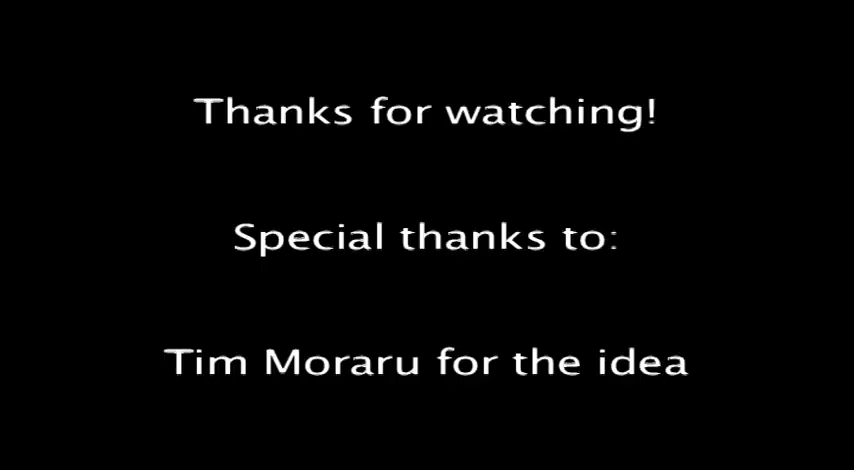 Thanks for watching!
Special thanks to:
Tim Moraru for the idea